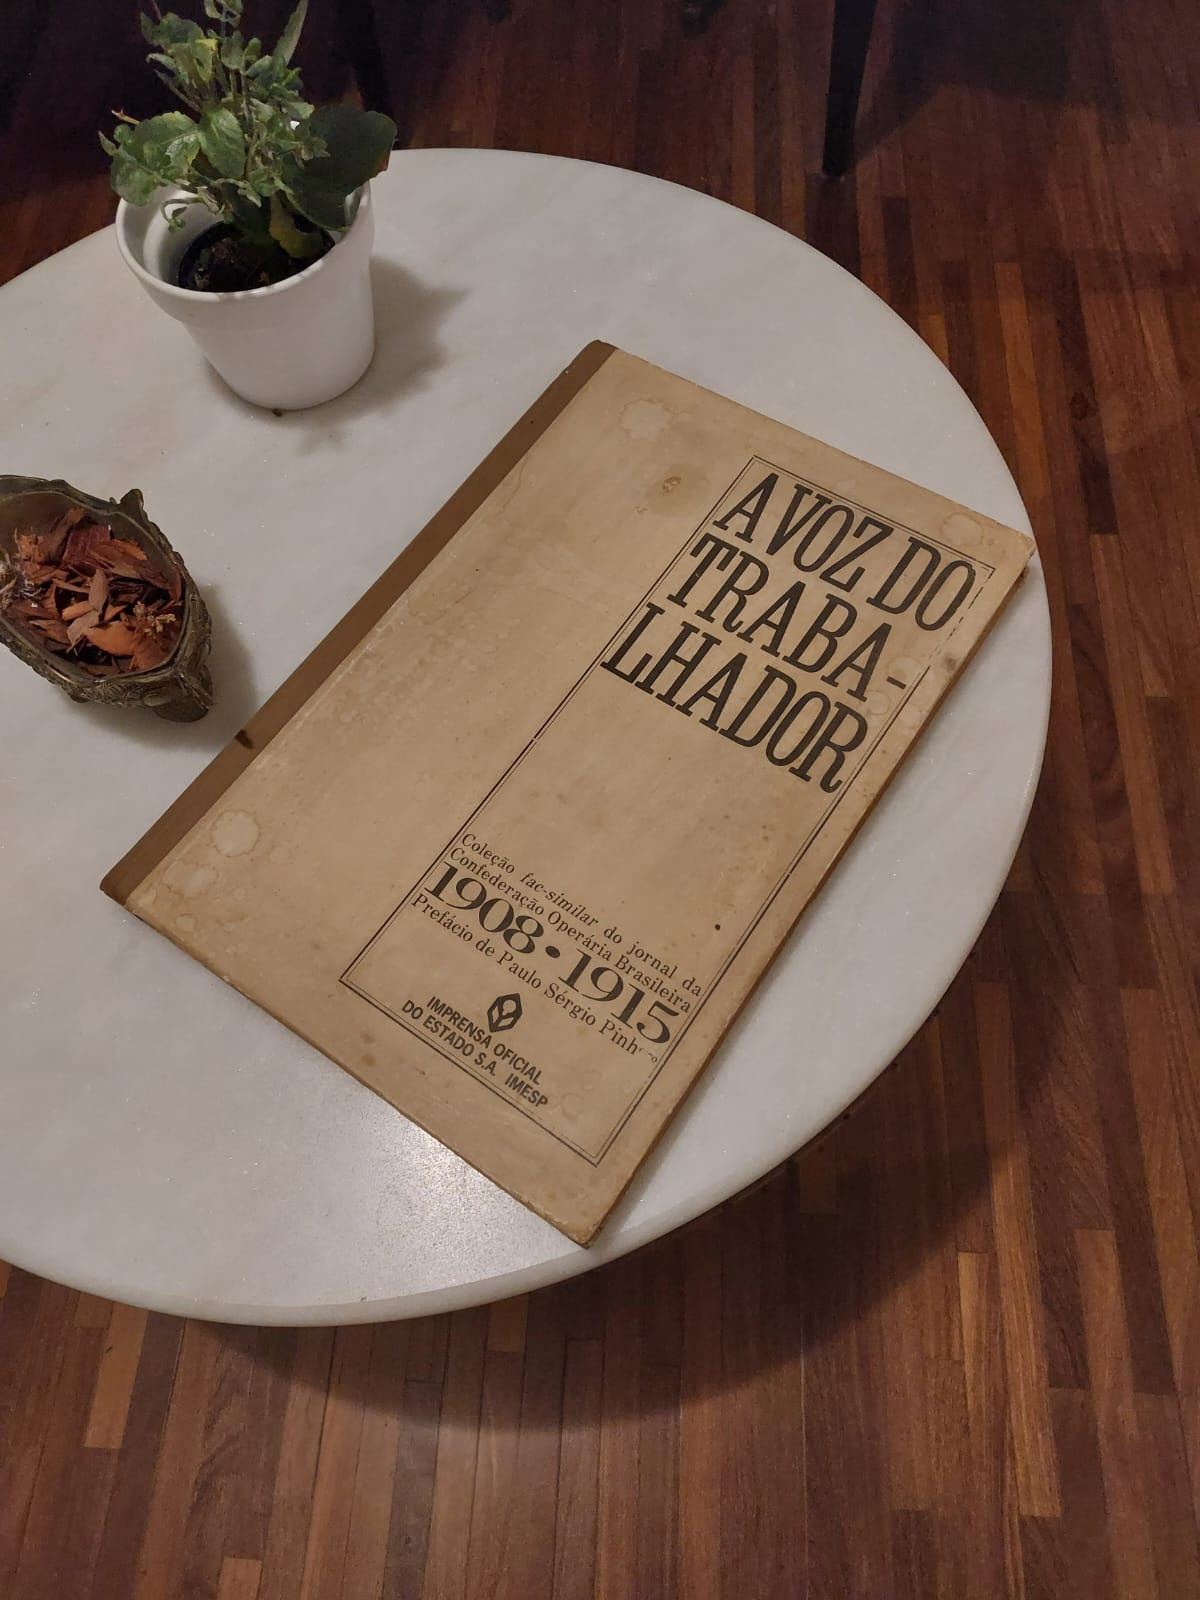 A VOZ DO
TRABA-
LHADOR
Coleção fac-similar do jornal da
Confederação Operária Brasileira
1908 • 1915
Prefácio de Paulo Sérgio
IMPRENSA OFICIAL
DO ESTADO S.A. IMESP